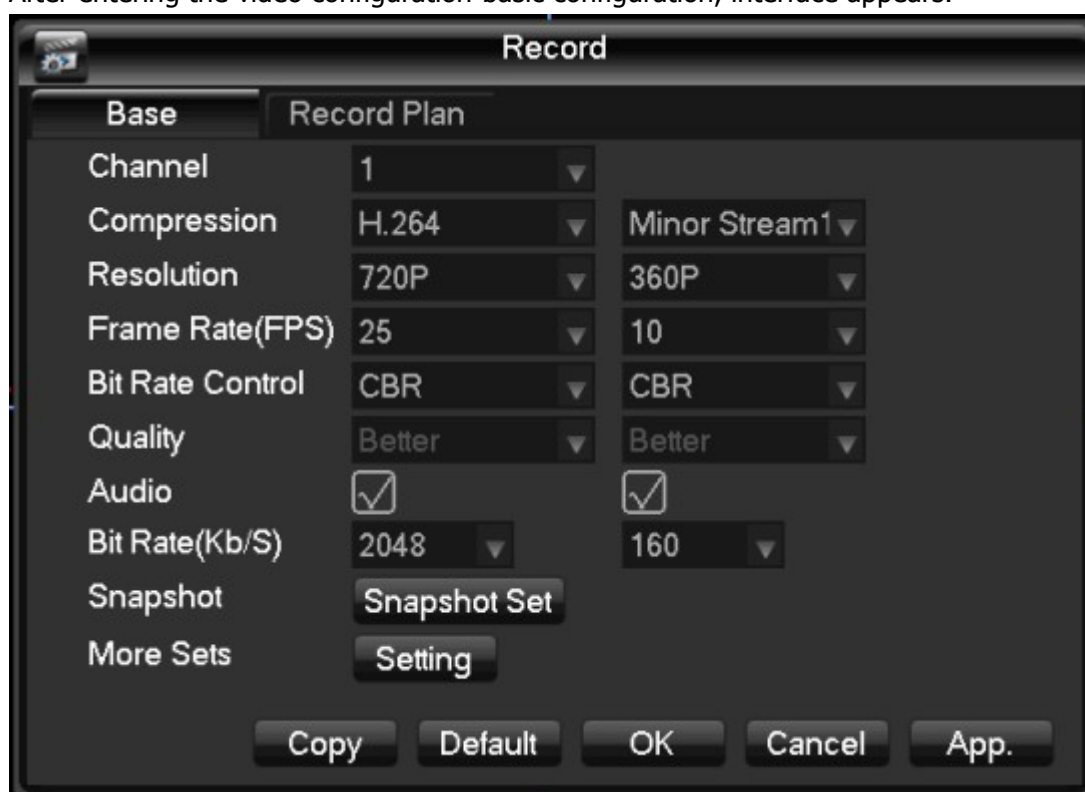 After entering the video configuration-basic configuration, interface appears:
Record
Base Record Plan
Channel 1
Compression H.264 Minor Stream1
Resolution 720P 360P
Frame Rate(FPS) 25 10
Bit Rate Control CBR CBR
Quality Better Better
Audio
Bit Rate(Kb/S) 2048 160
Snapshot Snapshot Set
More Sets Setting
Copy Default OK Cancel App.